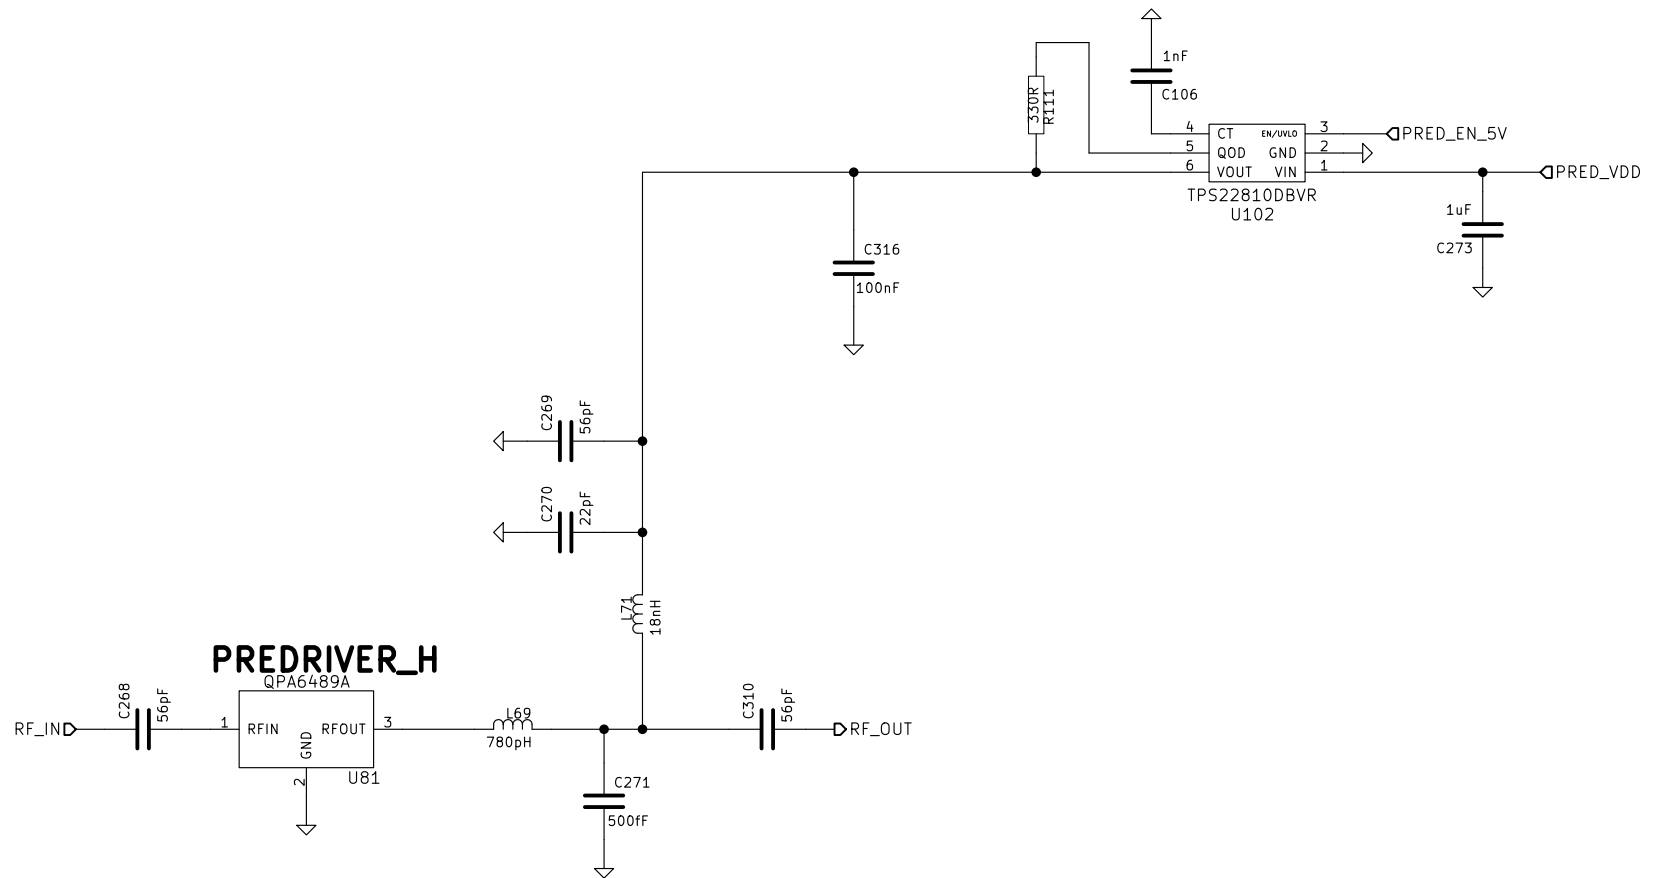 1nF
C106
330R
R111
4
CT
EN/UVLO
3
PRED_EN_5V
5
QOD
GND
2
6
VOUT
VIN
1
PRED_VDD
TPS22810DBVR
U102
1uF
C273
C316
100nF
C269
56pF
C270
22pF
L71
18nH
PREDRIVER_H
QPA6489A
C268
56pF
RF_IN
1
RFIN
RFOUT
3
GND
2
U81
L69
780pH
C310
56pF
RF_OUT
C271
500fF